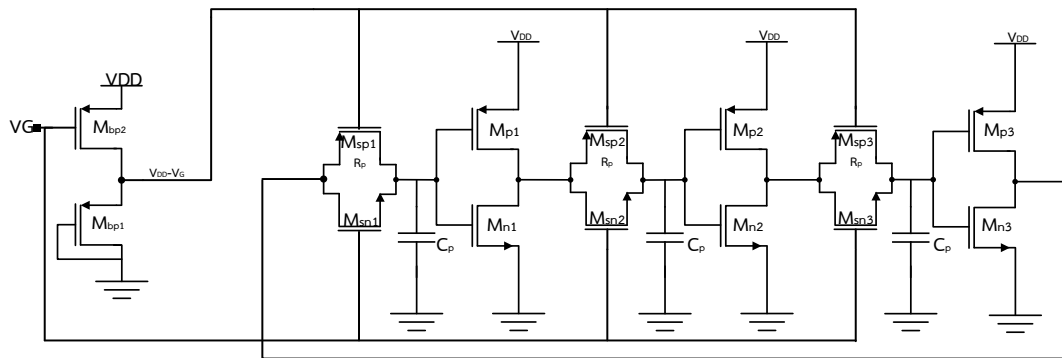 VDD
VG
Mbp2
VDD-VG
Mbp1
Msp1
Rp
Msn1
Cp
VDD
Mp1
Mn1
Msp2
Rp
Msn2
Cp
VDD
Mp2
Mn2
Msp3
Rp
Msn3
Cp
VDD
Mp3
Mn3